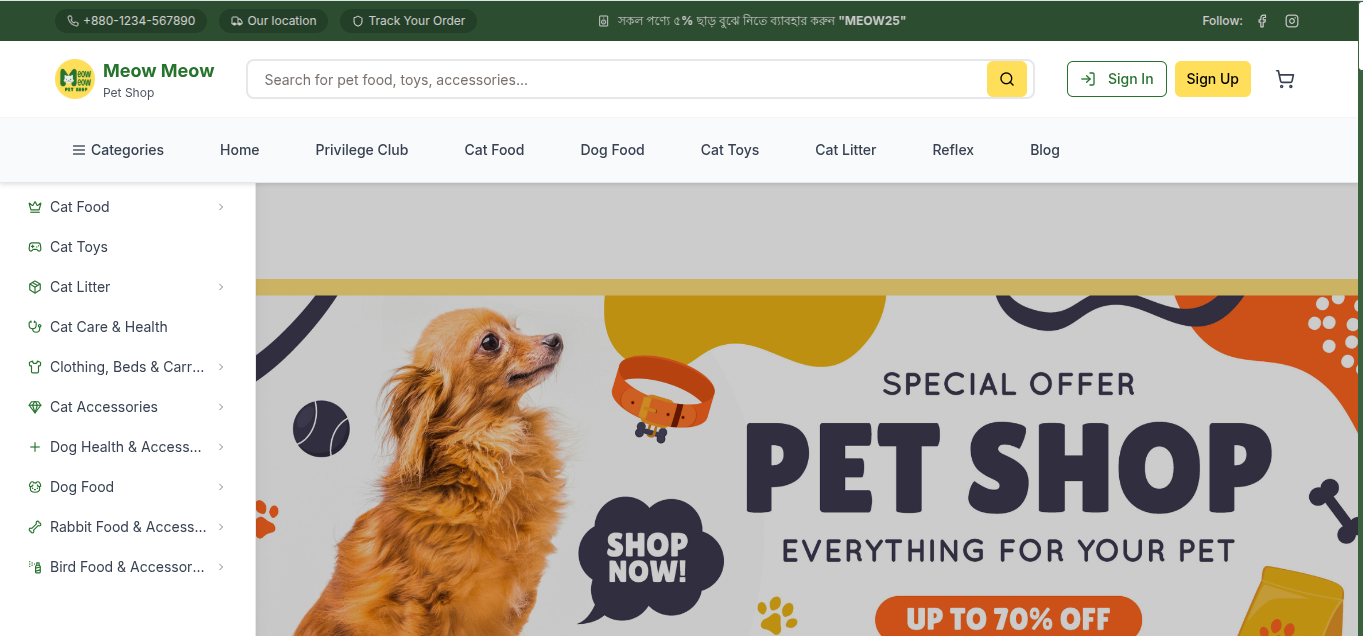 +880-1234-567890
Our location
Track Your Order
সকল পণ্যে ৫% ছাড় বুঝে নিতে ব্যাবহার করুন "MEOW25"
Follow:
Meow Meow
Pet Shop
MEOW MEOW
PET SHOP
Search for pet food, toys, accessories...
Sign In
Sign Up
Categories
Home
Privilege Club
Cat Food
Dog Food
Cat Toys
Cat Litter
Reflex
Blog
Cat Food
Cat Toys
Cat Litter
Cat Care & Health
Clothing, Beds & Carr...
Cat Accessories
Dog Health & Access...
Dog Food
Rabbit Food & Access...
Bird Food & Accessor...
SPECIAL OFFER
PET SHOP
EVERYTHING FOR YOUR PET
SHOP
NOW!
UP TO 70% OFF